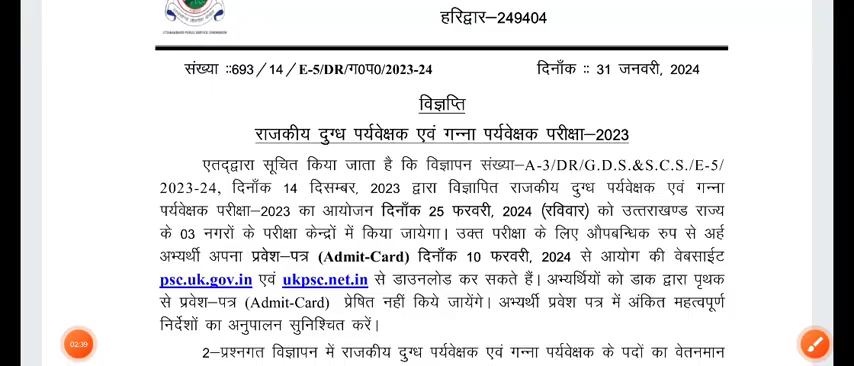 हरिद्वार–249404
UTTARAKHAND PUBLIC SERVICE COMMISSION
संख्या ::693/14/E-5/DR/ग0प0/2023-24 दिनाँक :: 31 जनवरी, 2024
विज्ञप्ति
राजकीय दुग्ध पर्यवेक्षक एवं गन्ना पर्यवेक्षक परीक्षा–2023
एतद्द्वारा सूचित किया जाता है कि विज्ञापन संख्या–A-3/DR/G.D.S.&S.C.S./E-5/
2023-24, दिनाँक 14 दिसम्बर, 2023 द्वारा विज्ञापित राजकीय दुग्ध पर्यवेक्षक एवं गन्ना
पर्यवेक्षक परीक्षा–2023 का आयोजन दिनाँक 25 फरवरी, 2024 (रविवार) को उत्तराखण्ड राज्य
के 03 नगरों के परीक्षा केन्द्रों में किया जायेगा। उक्त परीक्षा के लिए औपबन्धिक रुप से अर्ह
अभ्यर्थी अपना प्रवेश–पत्र (Admit-Card) दिनाँक 10 फरवरी, 2024 से आयोग की वेबसाईट
psc.uk.gov.in एवं ukpsc.net.in से डाउनलोड कर सकते हैं। अभ्यर्थियों को डाक द्वारा पृथक
से प्रवेश–पत्र (Admit-Card) प्रेषित नहीं किये जायेंगे। अभ्यर्थी प्रवेश पत्र में अंकित महत्वपूर्ण
निर्देशों का अनुपालन सुनिश्चित करें।
02:39
2–प्रश्नगत विज्ञापन में राजकीय दुग्ध पर्यवेक्षक एवं गन्ना पर्यवेक्षक के पदों का वेतनमान